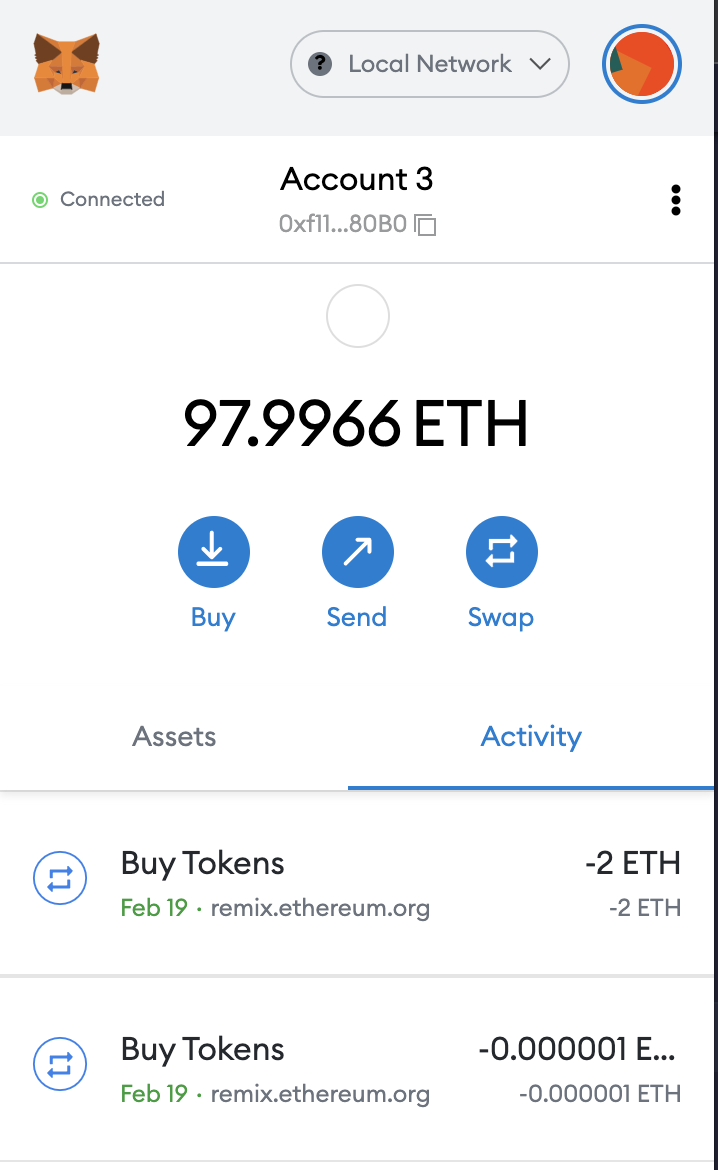 ? Local Network
Connected
Account 3
0xf11...80B0
97.9966 ETH
Buy
Send
Swap
Assets
Activity
Buy Tokens
-2 ETH
Feb 19 · remix.ethereum.org
-2 ETH
Buy Tokens
-0.000001 E...
Feb 19 · remix.ethereum.org
-0.000001 ETH